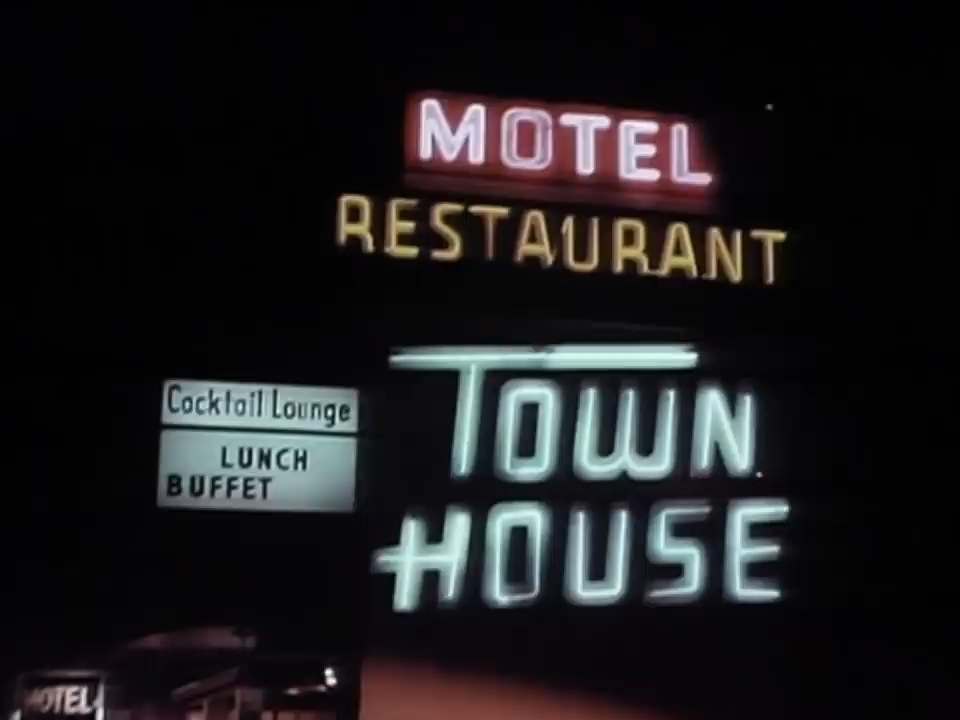 MOTEL
RESTAURANT
TOWN
HOUSE
Cocktail Lounge
LUNCH
BUFFET
MOTEL